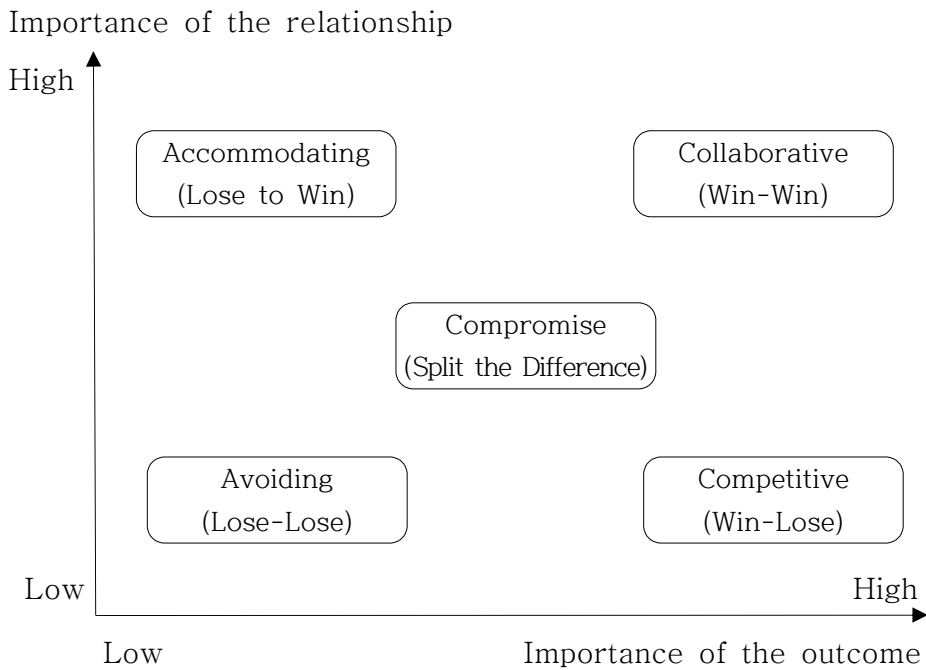 Importance of the relationship
High
Accommodating
(Lose to Win)
Collaborative
(Win-Win)
Compromise
(Split the Difference)
Avoiding
(Lose-Lose)
Competitive
(Win-Lose)
Low
High
Low
Importance of the outcome